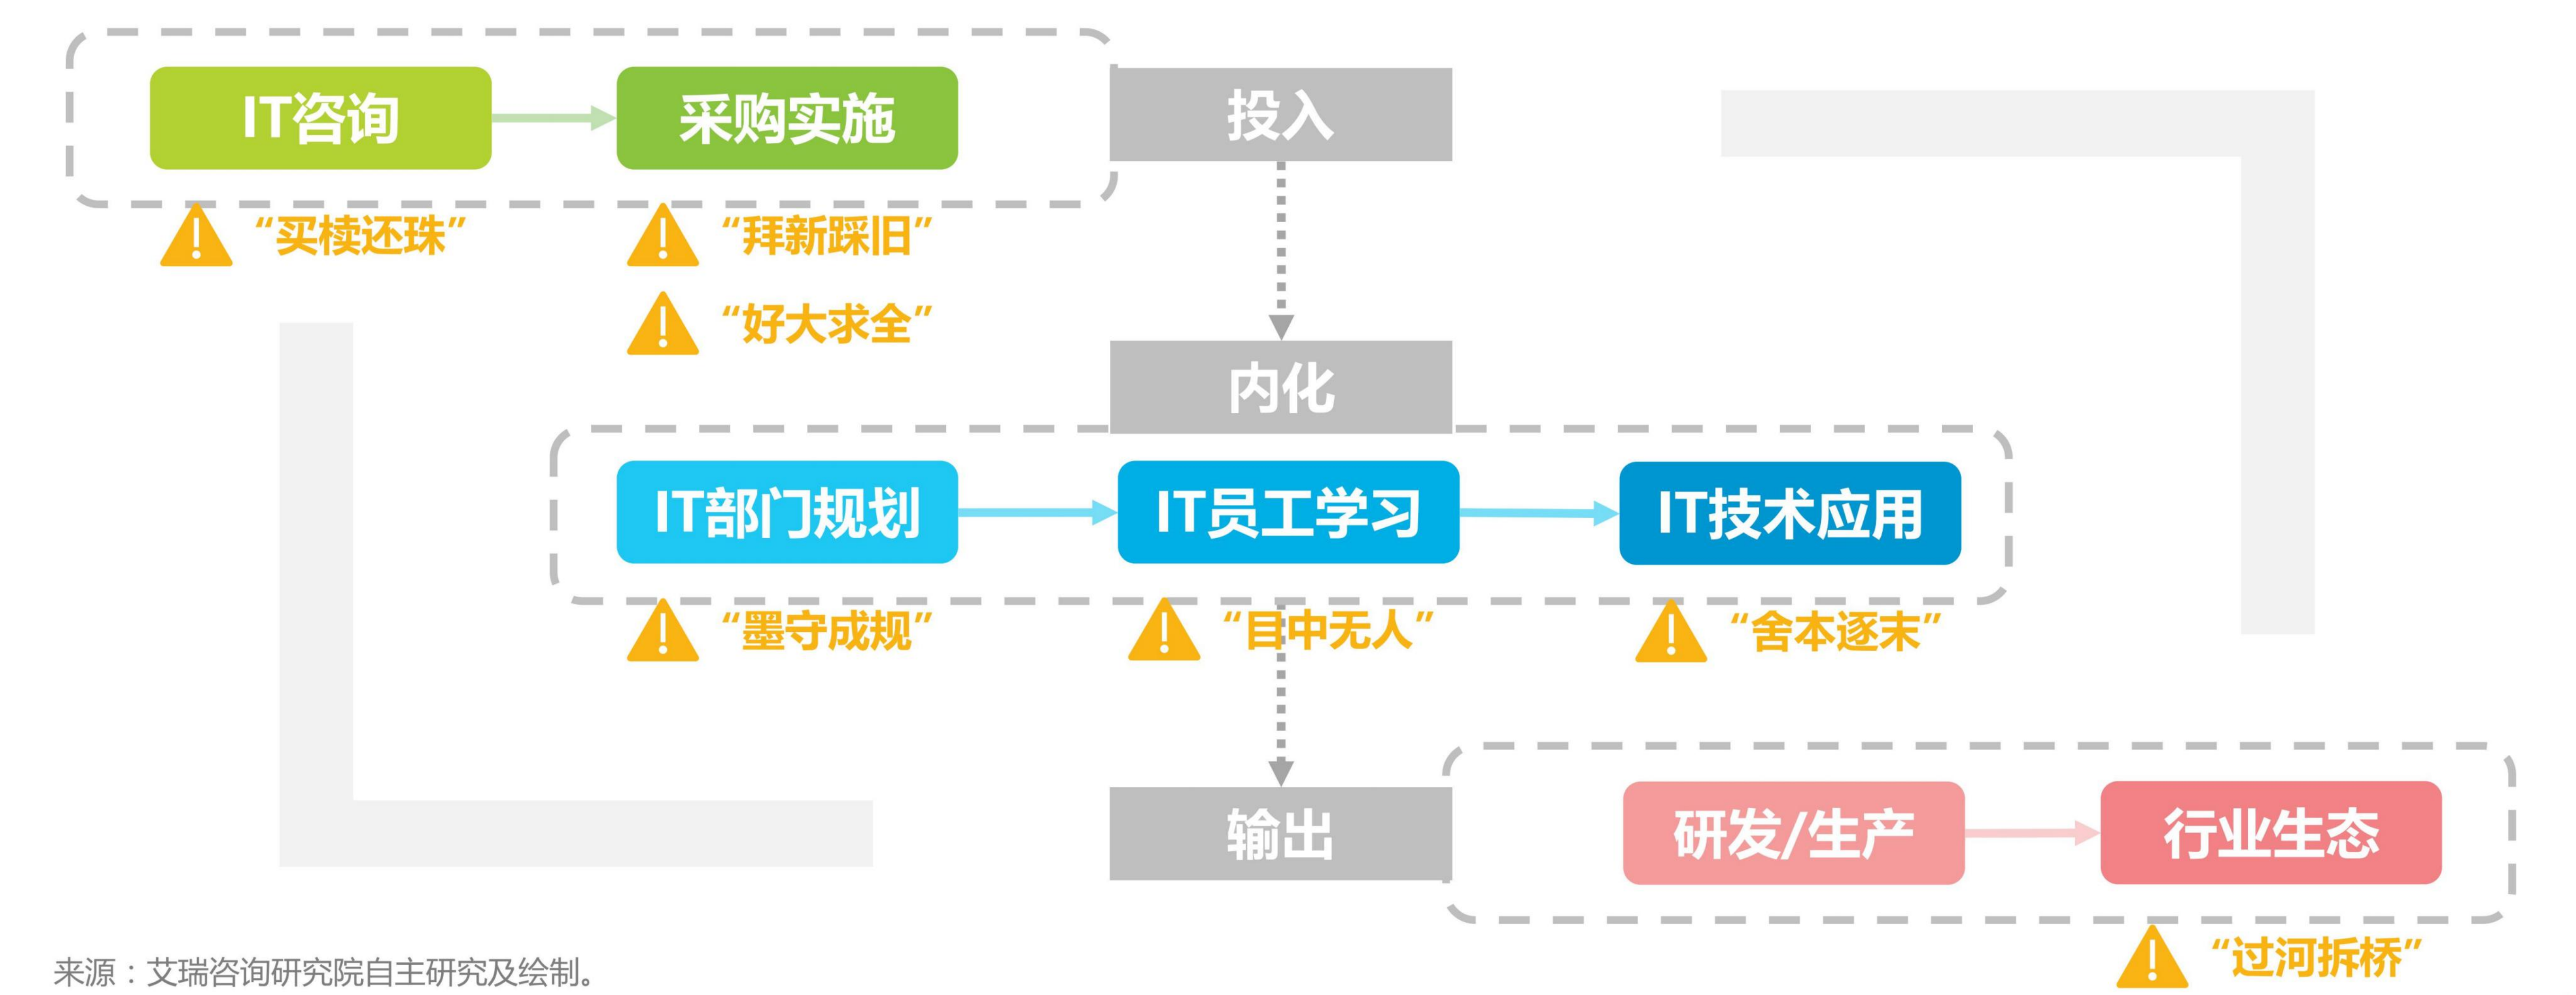 IT咨询
采购实施
投入
“买椟还珠”
“拜新踩旧”
“好大求全”
内化
IT部门规划
IT员工学习
IT技术应用
“墨守成规”
“目中无人”
“舍本逐末”
输出
研发/生产
行业生态
“过河拆桥”
来源：艾瑞咨询研究院自主研究及绘制。